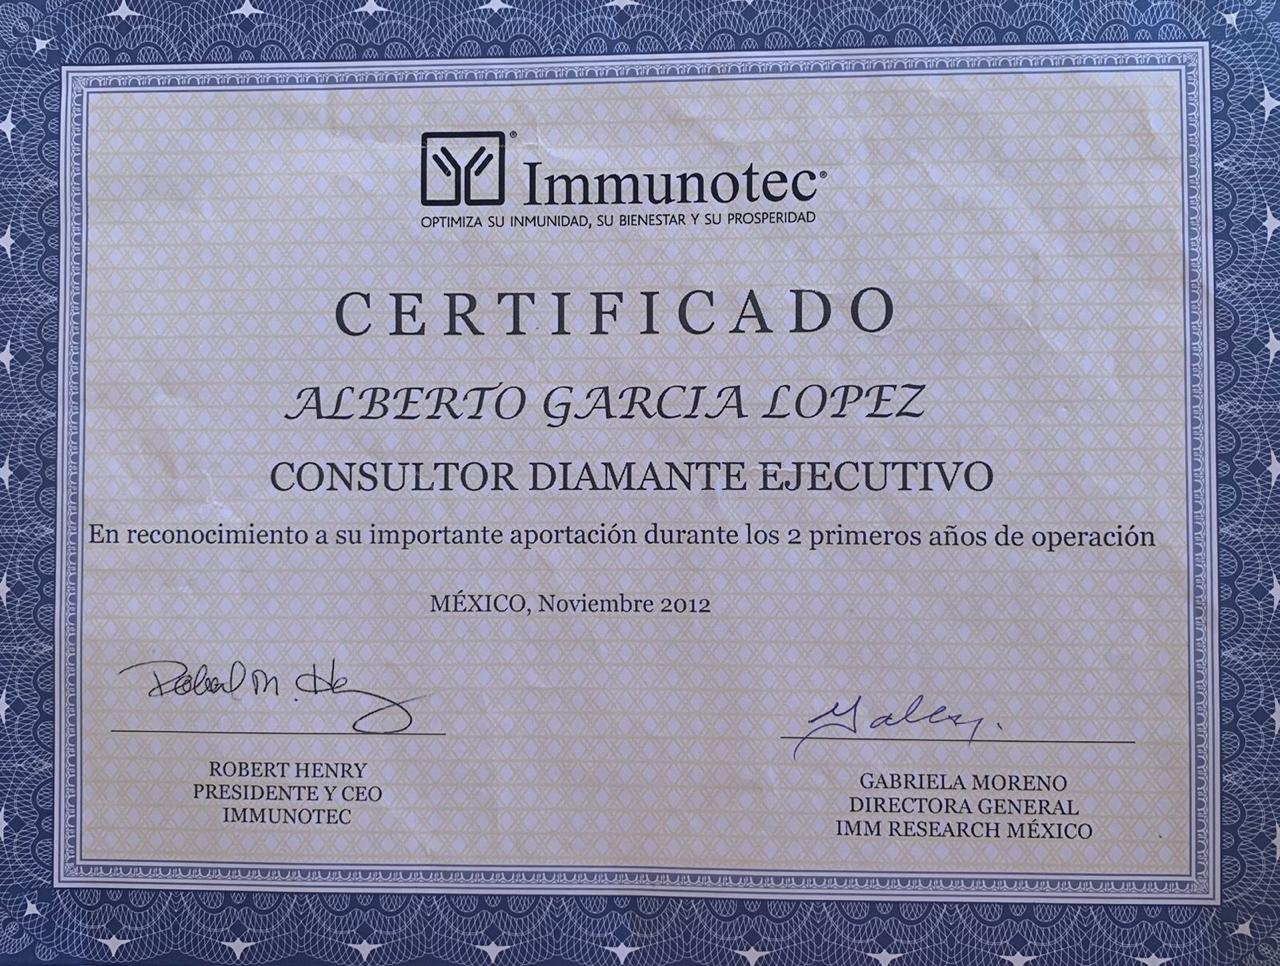 Immunotec®
OPTIMIZA SU INMUNIDAD, SU BIENESTAR Y SU PROSPERIDAD
CERTIFICADO
ALBERTO GARCIA LOPEZ
CONSULTOR DIAMANTE EJECUTIVO
En reconocimiento a su importante aportación durante los 2 primeros años de operación
MÉXICO, Noviembre 2012
Robert M. Henry
ROBERT HENRY
PRESIDENTE Y CEO
IMMUNOTEC
GABRIELA MORENO
DIRECTORA GENERAL
IMM RESEARCH MÉXICO